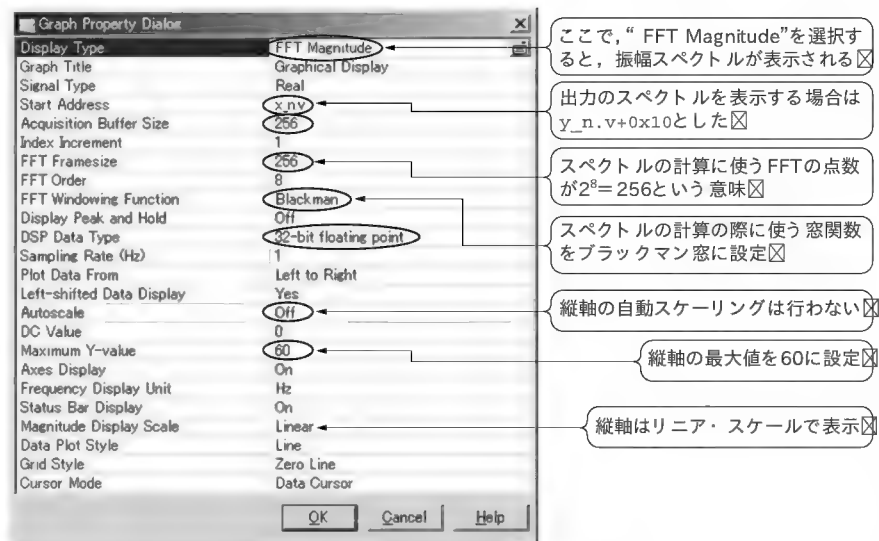 Graph Property Dialog
Display Type FFT Magnitude
Graph Title Graphical Display
Signal Type Real
Start Address x_n.v
Acquisition Buffer Size 256
Index Increment 1
FFT Framesize 256
FFT Order 8
FFT Windowing Function Blackman
Display Peak and Hold Off
DSP Data Type 32-bit floating point
Sampling Rate (Hz) 1
Plot Data From Left to Right
Left-shifted Data Display Yes
Autoscale Off
DC Value 0
Maximum Y-value 60
Axes Display On
Frequency Display Unit Hz
Status Bar Display On
Magnitude Display Scale Linear
Data Plot Style Line
Grid Style Zero Line
Cursor Mode Data Cursor
OK Cancel Help
ここで,“ FFT Magnitude”を選択す
ると，振幅スペクトルが表示される
出力のスペクトルを表示する場合は
y_n.v+0x10とした
スペクトルの計算に使うFFTの点数
が2⁸＝256という意味
スペクトルの計算の際に使う窓関数
をブラックマン窓に設定
縦軸の自動スケーリングは行わない
縦軸の最大値を60に設定
縦軸はリニア・スケールで表示